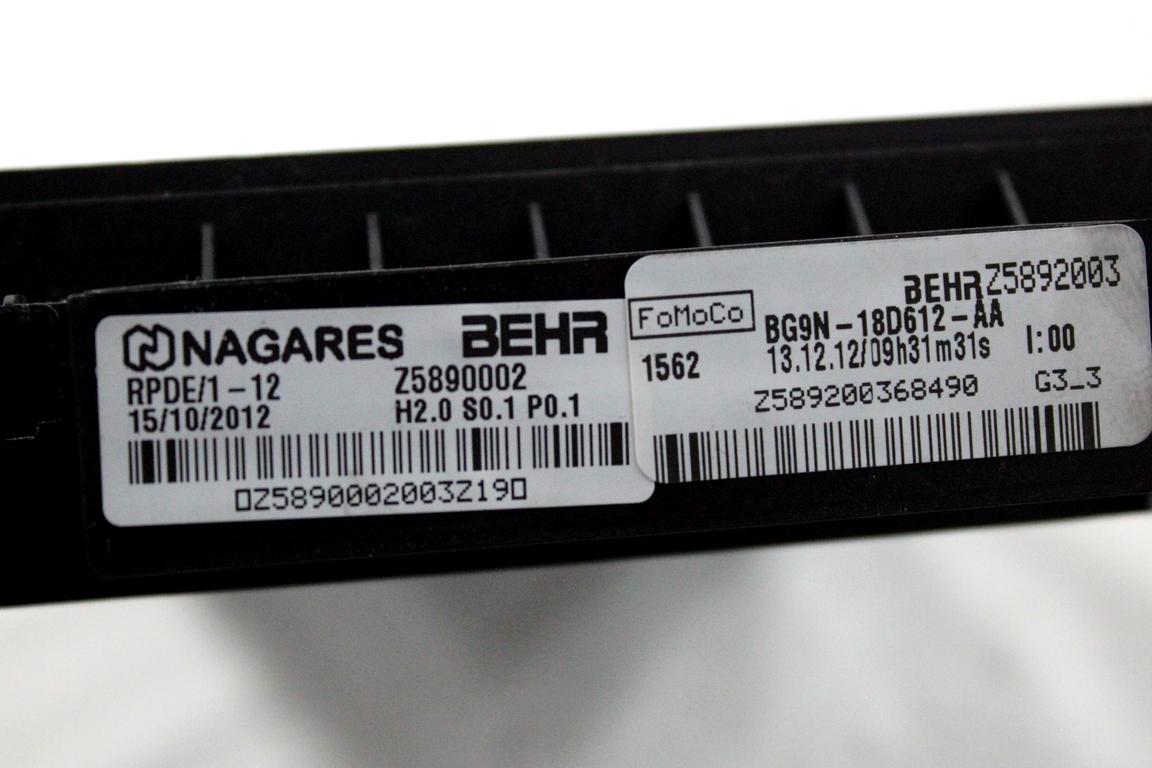 NAGARES BEHR
RPDE/1-12 Z5890002
15/10/2012 H2.0 S0.1 P0.1
▯Z5890002003Z19▯
BEHR Z5892003
FoMoCo BG9N-18D612-AA
1562 13.12.12/09h31m31s I:00
Z589200368490 G3_3